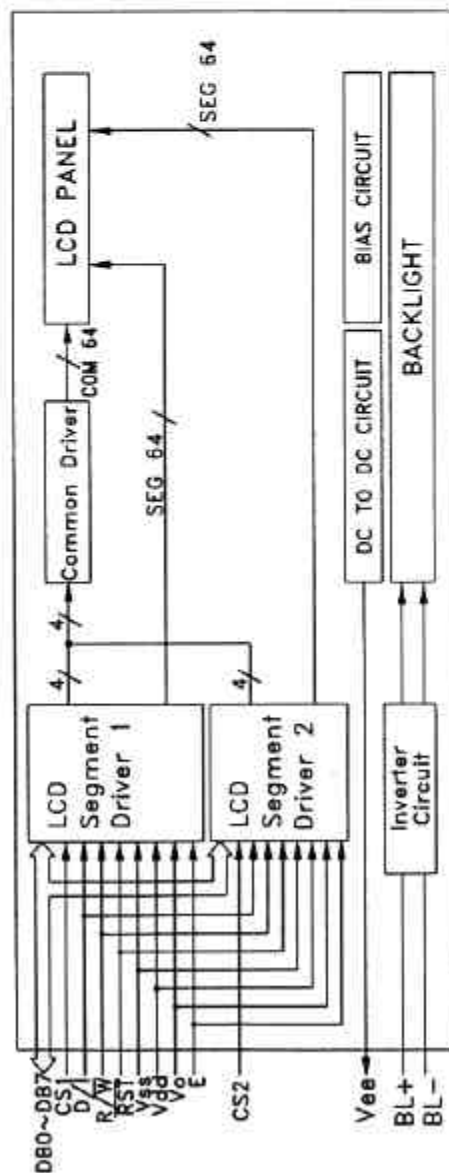 DB0~DB7
CS1
D/I
R/W
RST
Vss
Vdd
Vo
E
CS2
Vee
BL+
BL-
LCD
Segment
Driver 1
LCD
Segment
Driver 2
Inverter
Circuit
4
4
4
Common Driver
COM 64
LCD PANEL
SEG 64
SEG 64
DC TO DC CIRCUIT
BIAS CIRCUIT
BACKLIGHT